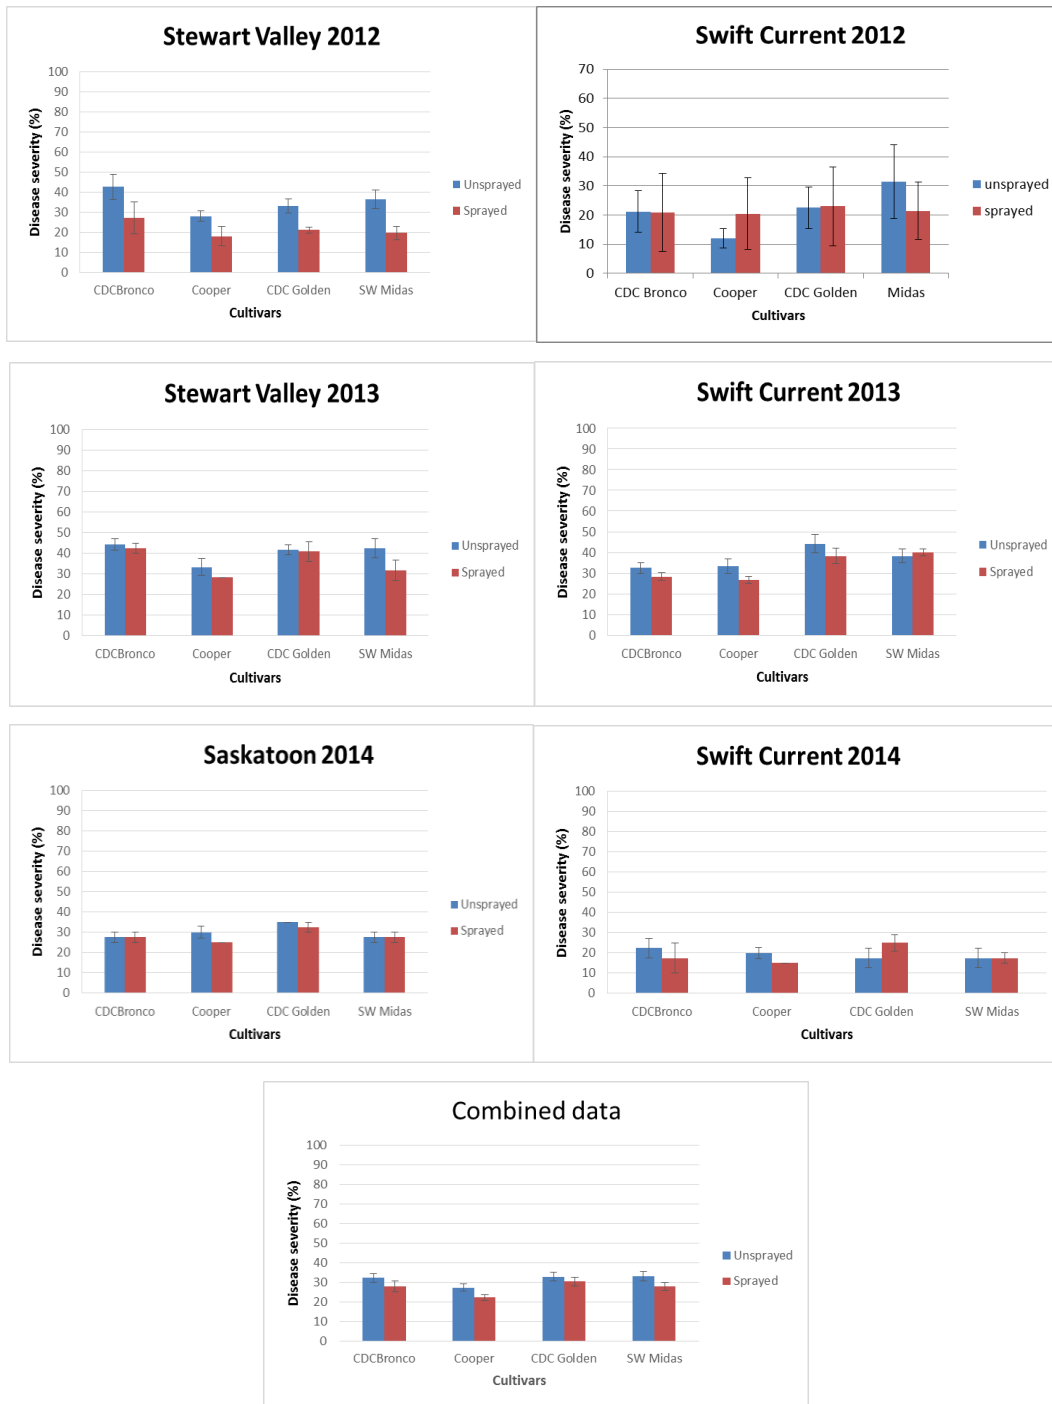 Stewart Valley 2012
Disease severity (%)
100
90
80
70
60
50
40
30
20
10
0
CDCBronco Cooper CDC Golden SW Midas
Cultivars
Unsprayed
Sprayed
Swift Current 2012
Disease severity (%)
70
60
50
40
30
20
10
0
CDC Bronco Cooper CDC Golden Midas
Cultivars
unsprayed
sprayed
Stewart Valley 2013
Disease severity (%)
100
90
80
70
60
50
40
30
20
10
0
CDCBronco Cooper CDC Golden SW Midas
Cultivars
Unsprayed
Sprayed
Swift Current 2013
Disease severity (%)
100
90
80
70
60
50
40
30
20
10
0
CDCBronco Cooper CDC Golden SW Midas
Cultivars
Unsprayed
Sprayed
Saskatoon 2014
Disease severity (%)
100
90
80
70
60
50
40
30
20
10
0
CDCBronco Cooper CDC Golden SW Midas
Cultivars
Unsprayed
Sprayed
Swift Current 2014
Disease severity (%)
100
90
80
70
60
50
40
30
20
10
0
CDCBronco Cooper CDC Golden SW Midas
Cultivars
Combined data
Disease severity (%)
100
90
80
70
60
50
40
30
20
10
0
CDCBronco Cooper CDC Golden SW Midas
Cultivars
Unsprayed
Sprayed